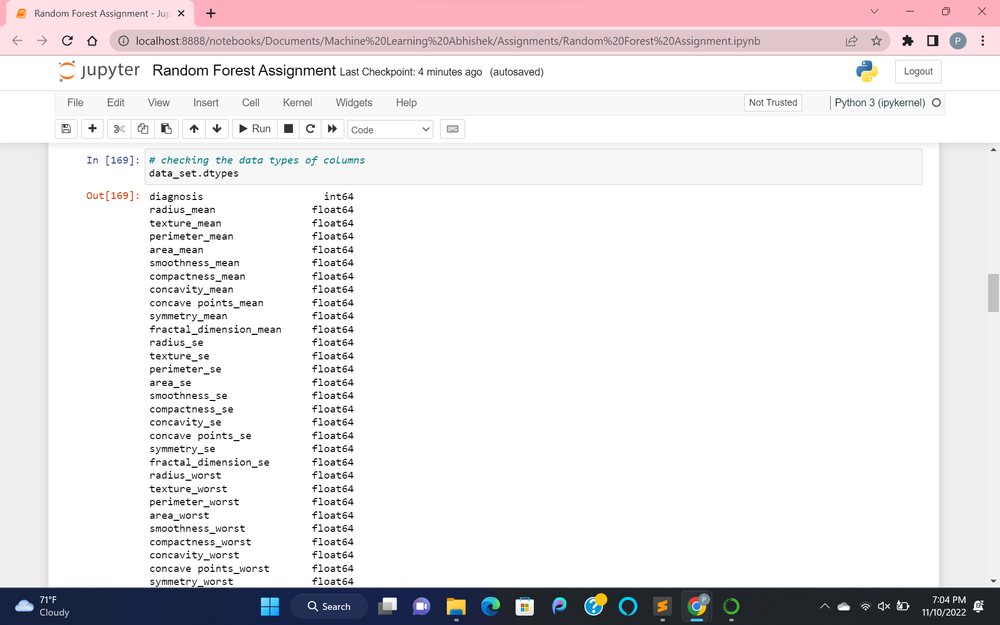 Random Forest Assignment - Jup
localhost:8888/notebooks/Documents/Machine%20Learning%20Abhishek/Assignments/Random%20Forest%20Assignment.ipynb
P
jupyter Random Forest Assignment Last Checkpoint: 4 minutes ago (autosaved)
Logout
File Edit View Insert Cell Kernel Widgets Help
Not Trusted
Python 3 (ipykernel)
Run
Code
In [169]: # checking the data types of columns
data_set.dtypes
Out[169]: diagnosis int64
radius_mean float64
texture_mean float64
perimeter_mean float64
area_mean float64
smoothness_mean float64
compactness_mean float64
concavity_mean float64
concave points_mean float64
symmetry_mean float64
fractal_dimension_mean float64
radius_se float64
texture_se float64
perimeter_se float64
area_se float64
smoothness_se float64
compactness_se float64
concavity_se float64
concave points_se float64
symmetry_se float64
fractal_dimension_se float64
radius_worst float64
texture_worst float64
perimeter_worst float64
area_worst float64
smoothness_worst float64
compactness_worst float64
concavity_worst float64
concave points_worst float64
symmetry_worst float64
71°F
Cloudy
Search
P
7:04 PM
11/10/2022